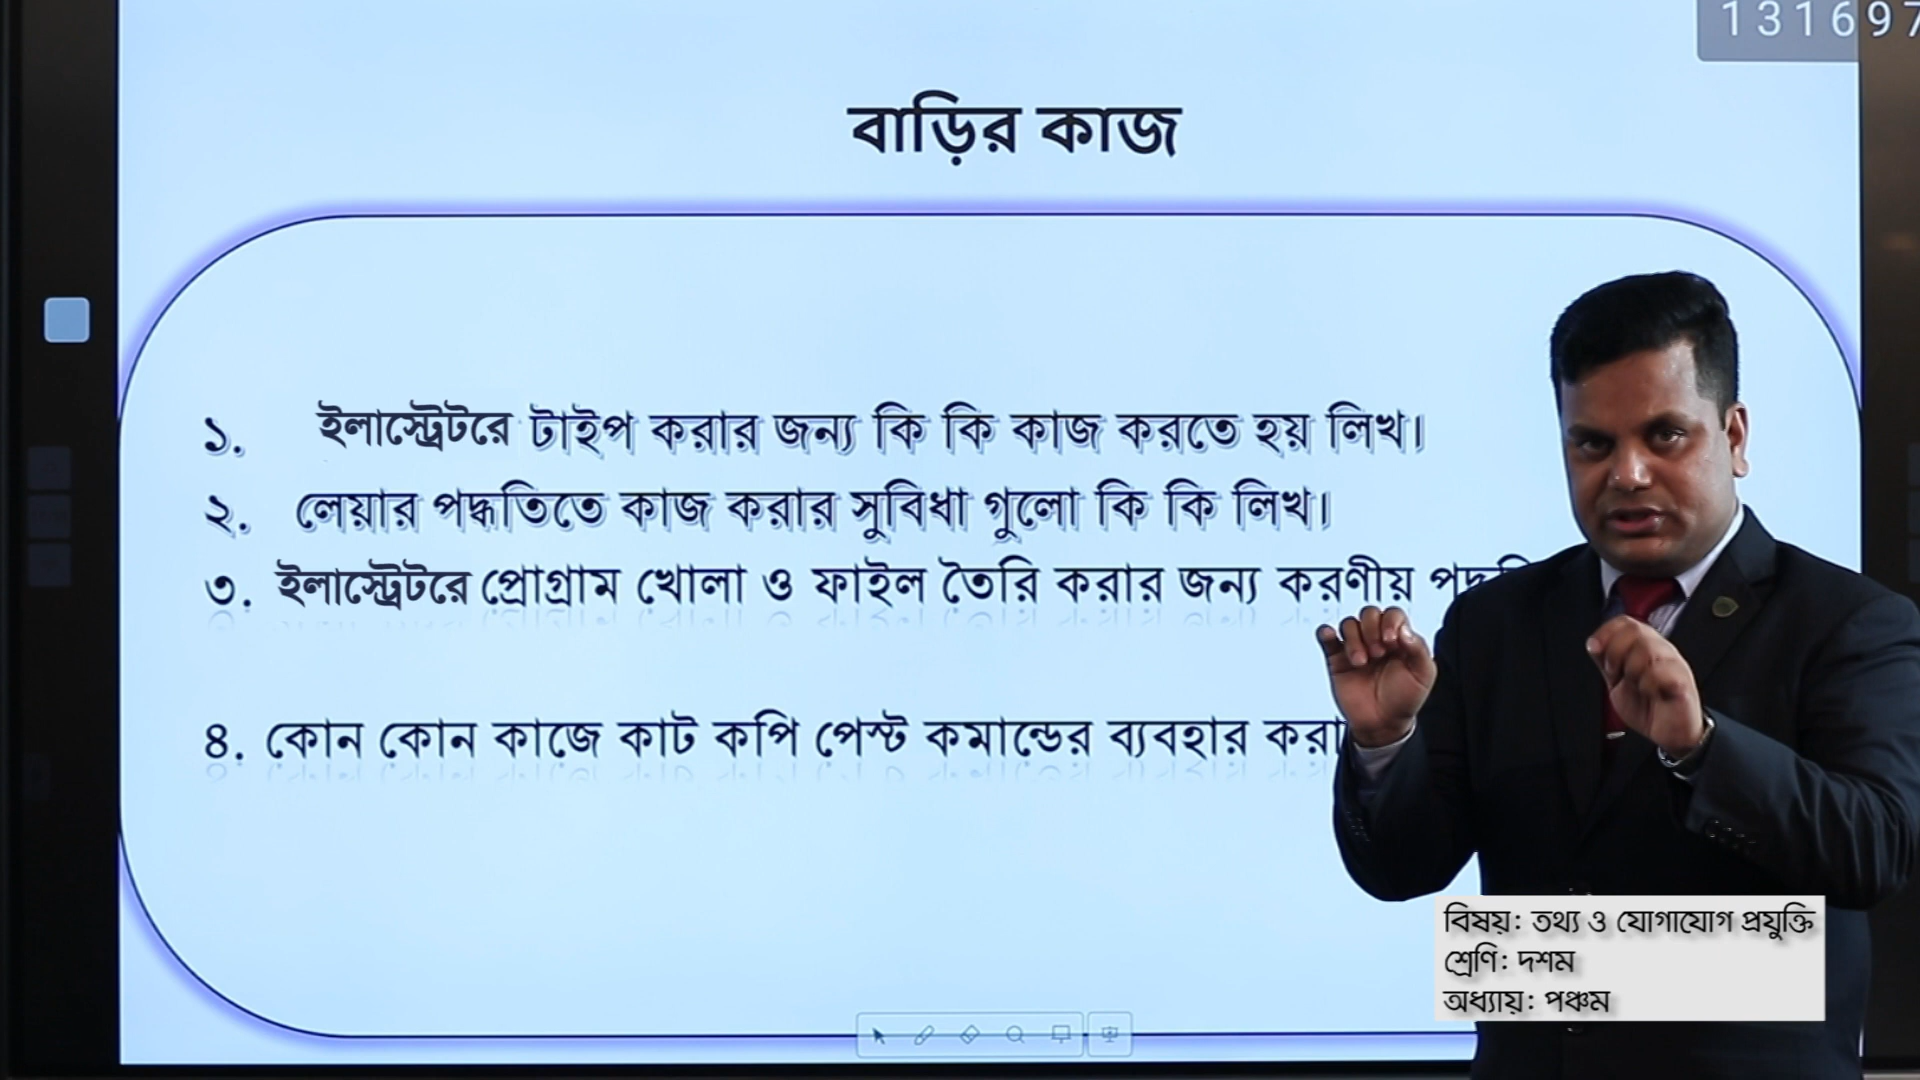 131697
বাড়ির কাজ
১. ইলাস্ট্রেটরে টাইপ করার জন্য কি কি কাজ করতে হয় লিখ।
২. লেয়ার পদ্ধতিতে কাজ করার সুবিধা গুলো কি কি লিখ।
৩. ইলাস্ট্রেটরে প্রোগ্রাম খোলা ও ফাইল তৈরি করার জন্য করণীয়
৪. কোন কোন কাজে কাট কপি পেস্ট কমান্ডের ব্যবহার
বিষয়: তথ্য ও যোগাযোগ প্রযুক্তি
শ্রেণি: দশম
অধ্যায়: পঞ্চম